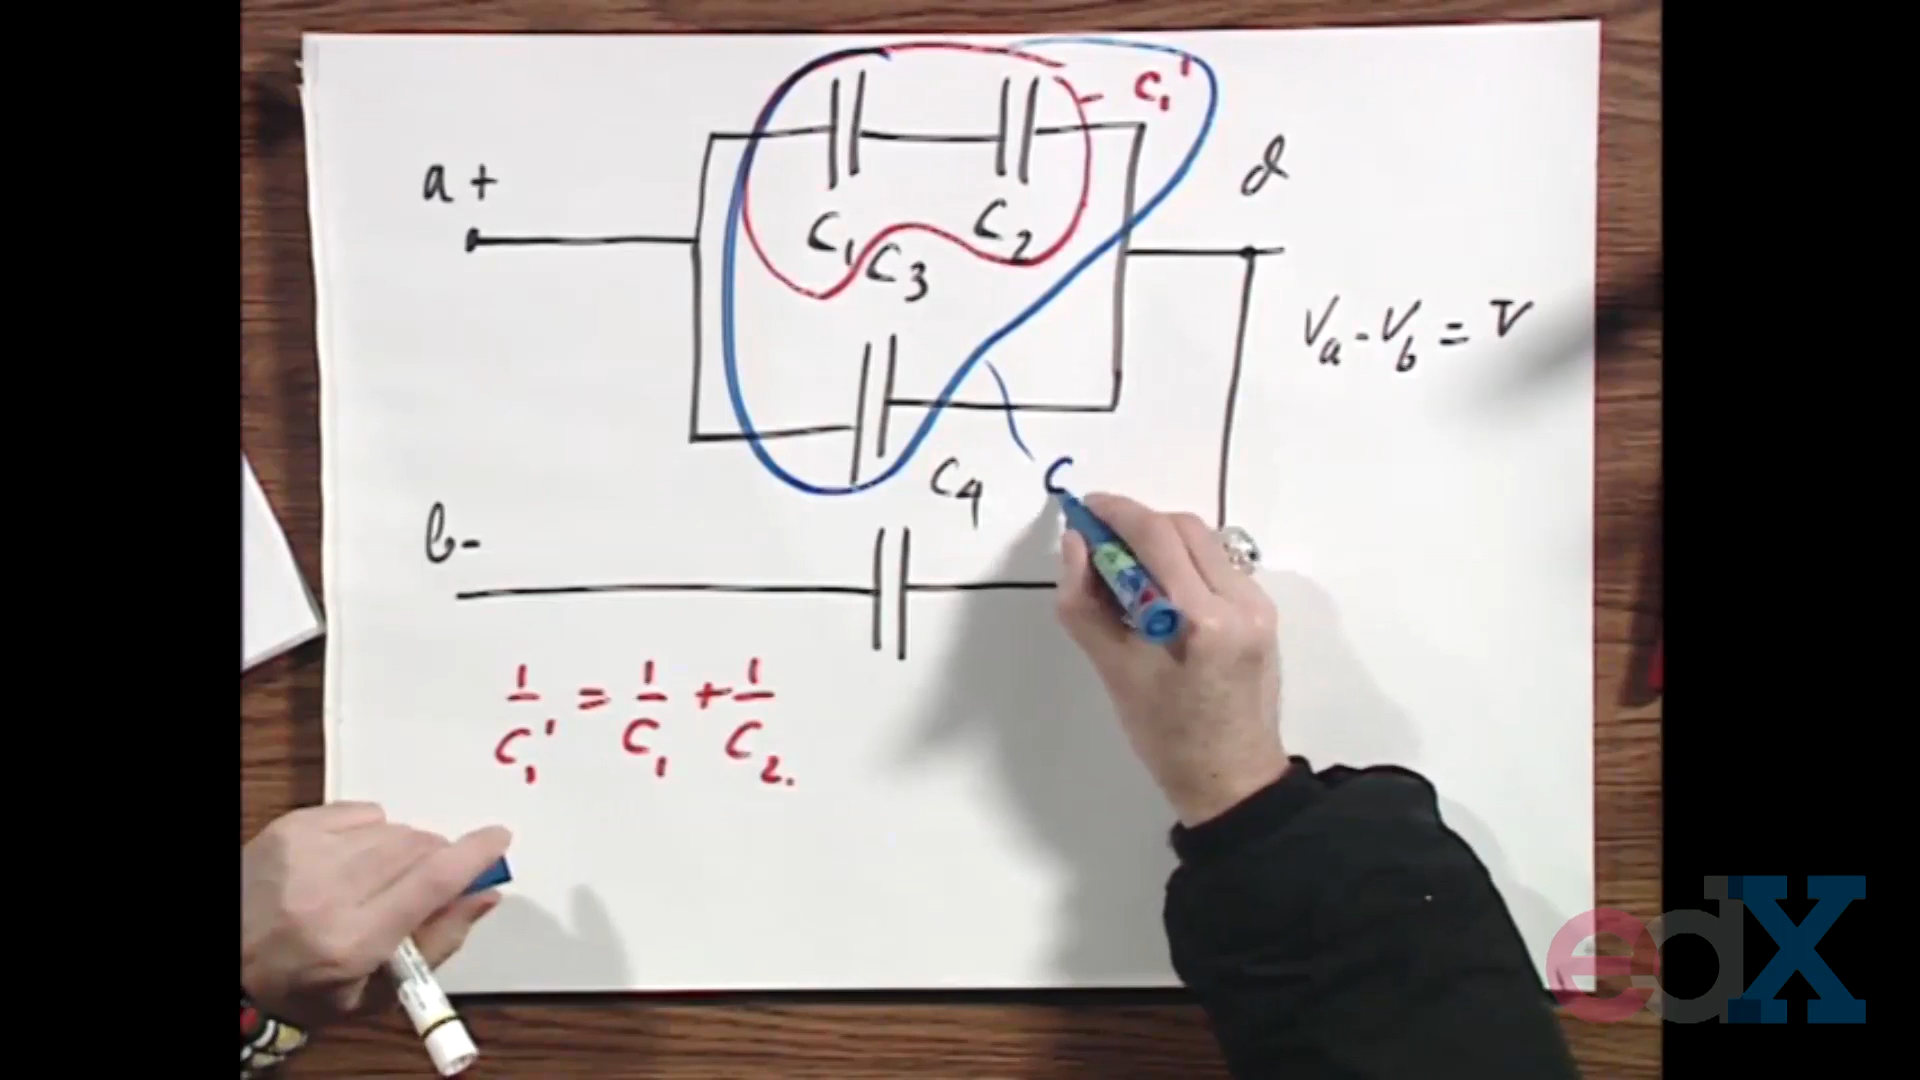 C₁'
a +
d
C₁
C₂
C₃
Vₐ - V_b = V
C₄
C
b -
1/C₁' = 1/C₁ + 1/C₂.
edX